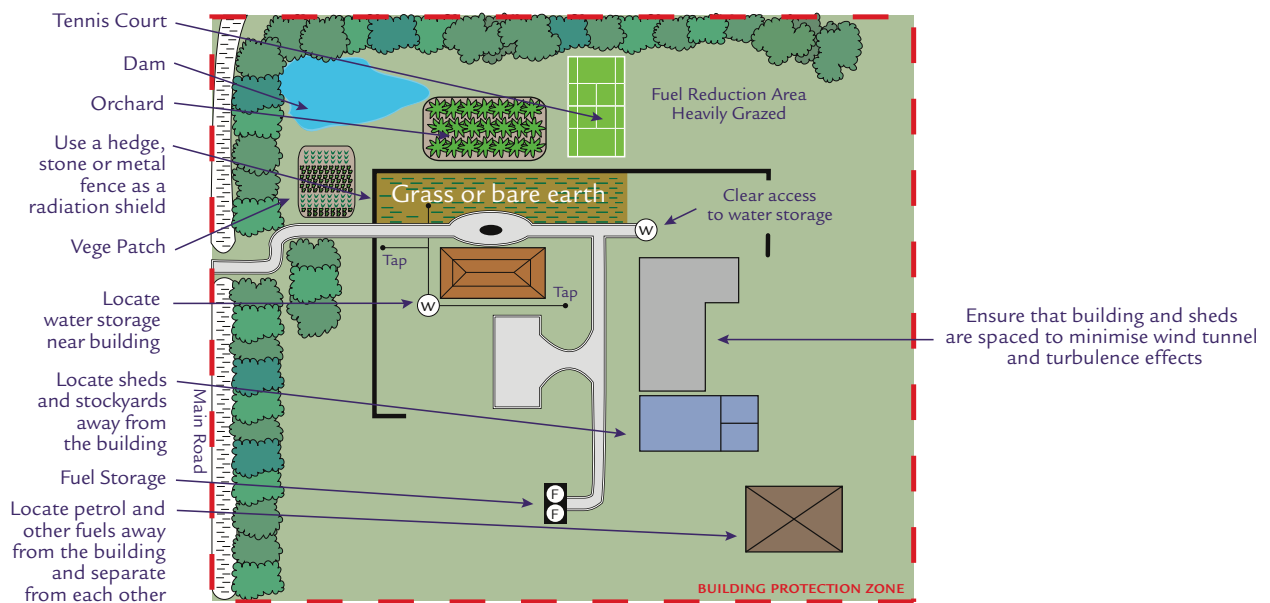 Tennis Court
Dam
Orchard
Use a hedge,
stone or metal
fence as a
radiation shield
Vege Patch
Locate
water storage
near building
Locate sheds
and stockyards
away from
the building
Fuel Storage
Locate petrol and
other fuels away
from the building
and separate
from each other
Main Road
Fuel Reduction Area
Heavily Grazed
Grass or bare earth
Clear access
to water storage
W
Tap
W
Tap
F
F
Ensure that building and sheds
are spaced to minimise wind tunnel
and turbulence effects
BUILDING PROTECTION ZONE